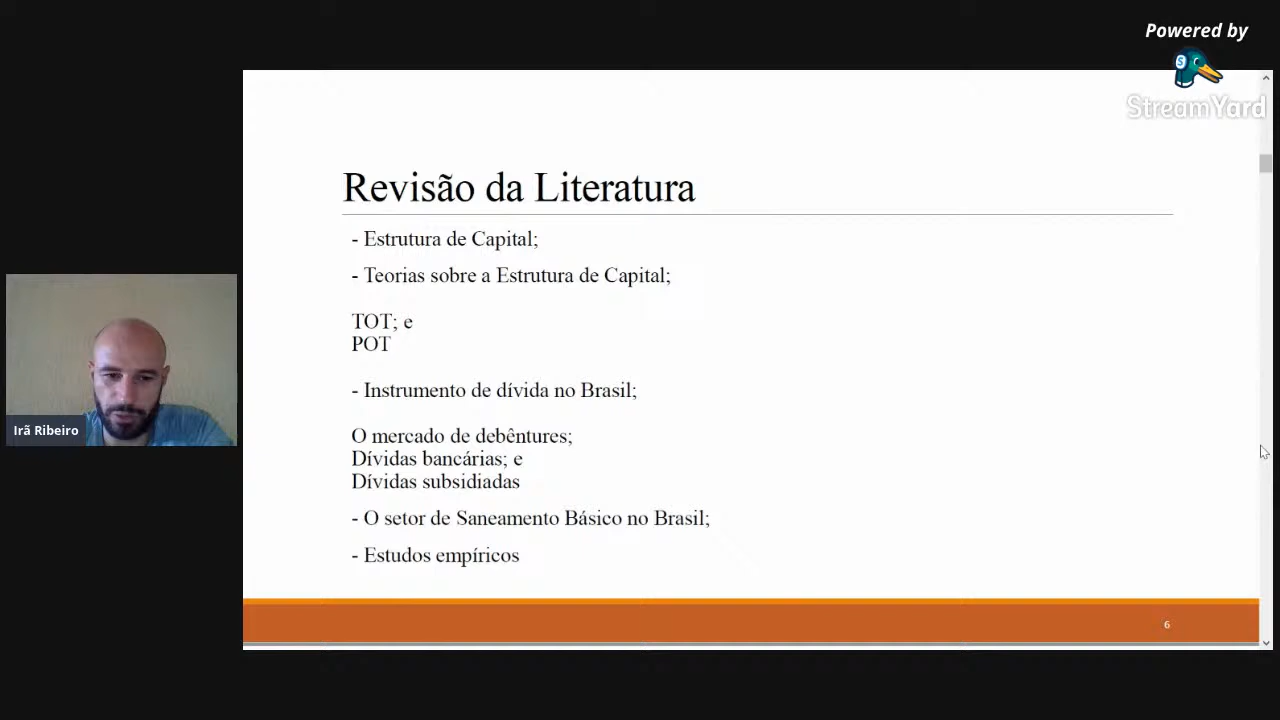 Powered by
StreamYard
Revisão da Literatura
- Estrutura de Capital;
- Teorias sobre a Estrutura de Capital;
TOT; e
POT
- Instrumento de dívida no Brasil;
O mercado de debêntures;
Dívidas bancárias; e
Dívidas subsidiadas
- O setor de Saneamento Básico no Brasil;
- Estudos empíricos
6
Irã Ribeiro